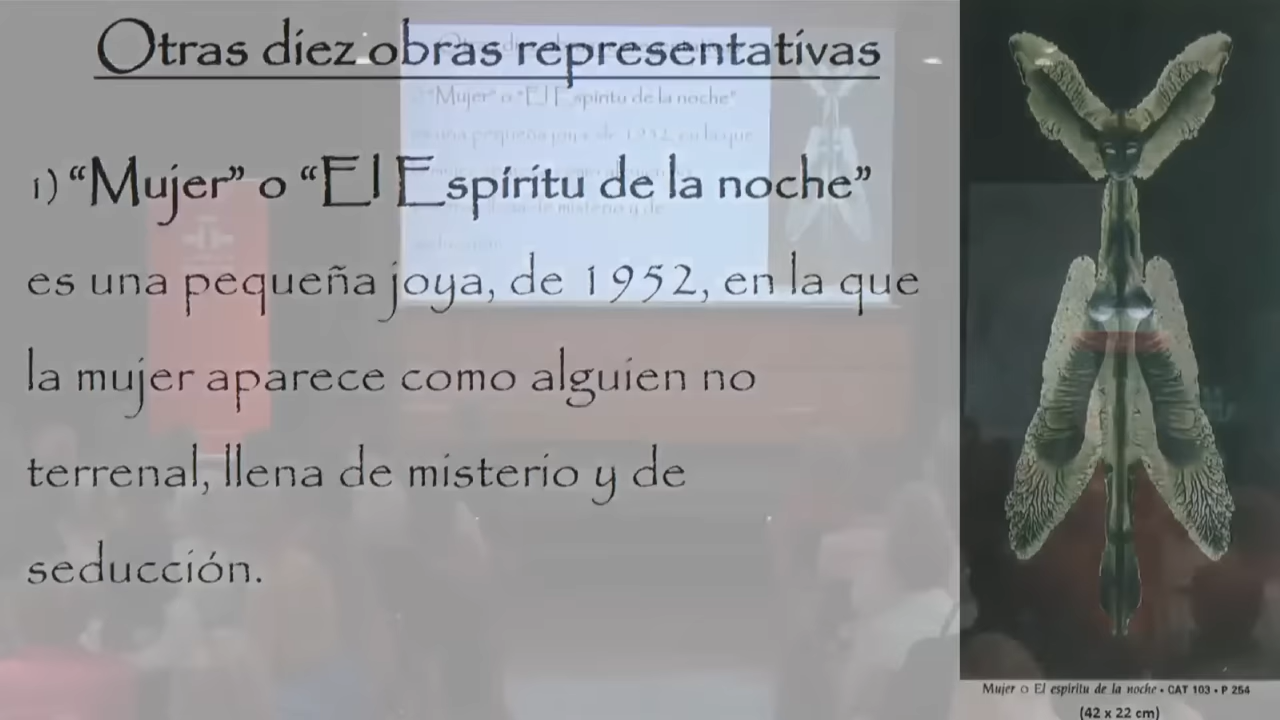 Otras diez obras representativas
1) “Mujer” o “El Espíritu de la noche”
es una pequeña joya, de 1952, en la que
la mujer aparece como alguien no
terrenal, llena de misterio y de
seducción.
Mujer o El espíritu de la noche • CAT 103 • P 254
(42 x 22 cm)